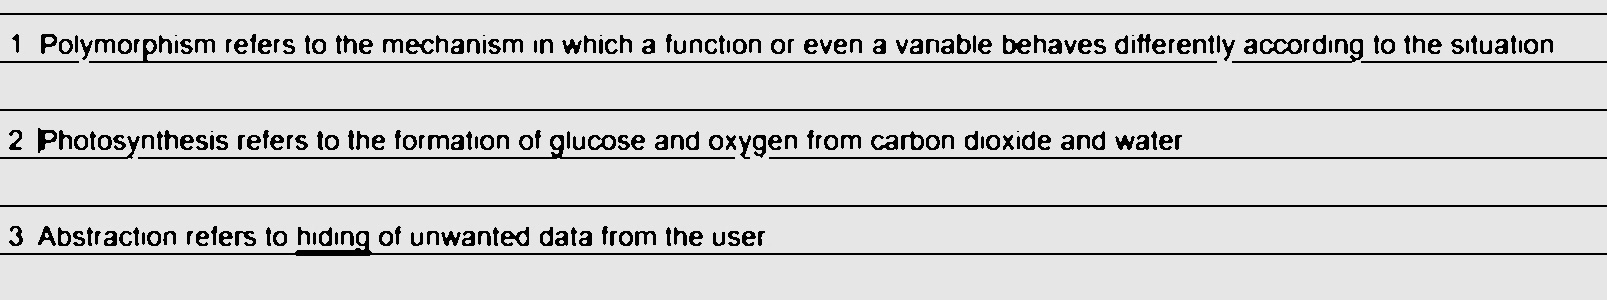 1 Polymorphism refers to the mechanism in which a function or even a variable behaves differently according to the situation
2 Photosynthesis refers to the formation of glucose and oxygen from carbon dioxide and water
3 Abstraction refers to hiding of unwanted data from the user